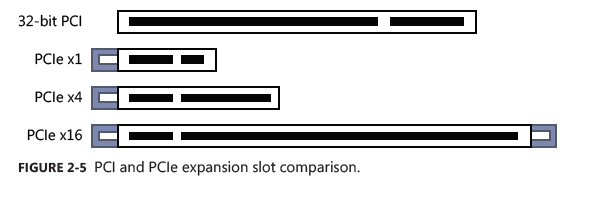 32-bit PCI
PCIe x1
PCIe x4
PCIe x16
FIGURE 2-5 PCI and PCIe expansion slot comparison.